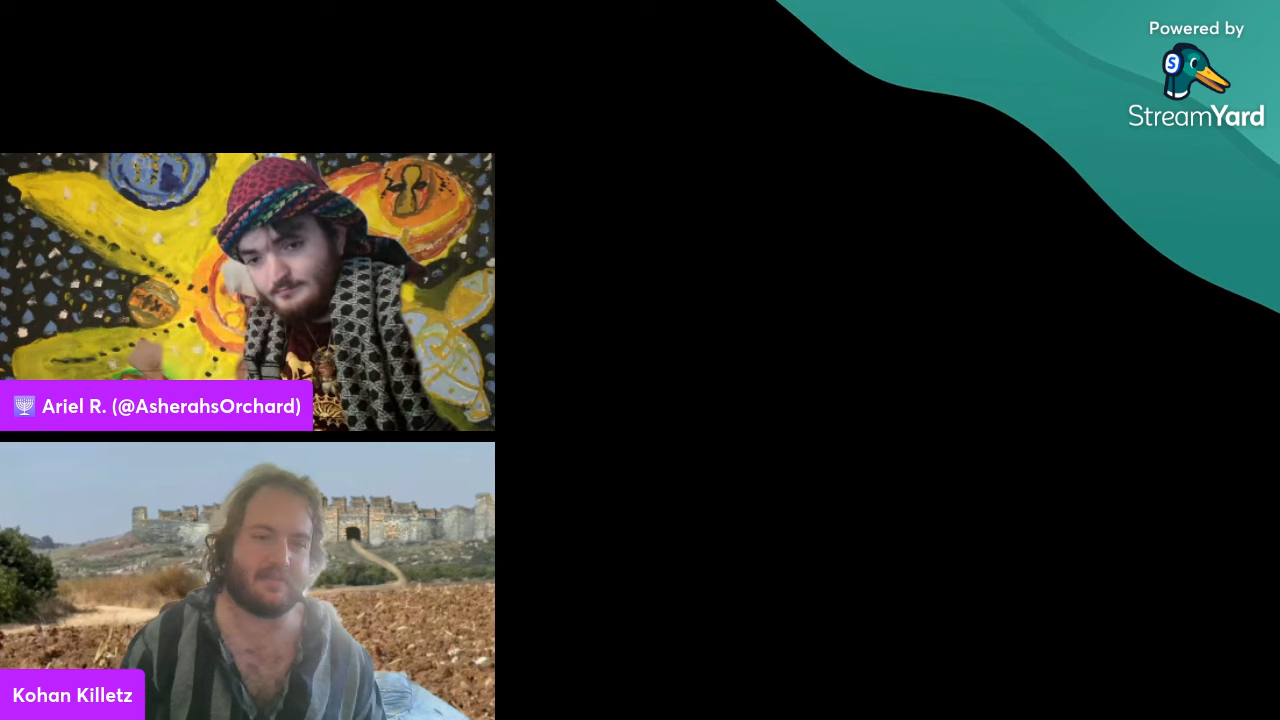 Powered by
StreamYard
🕎 Ariel R. (@AsherahsOrchard)
Kohan Killetz